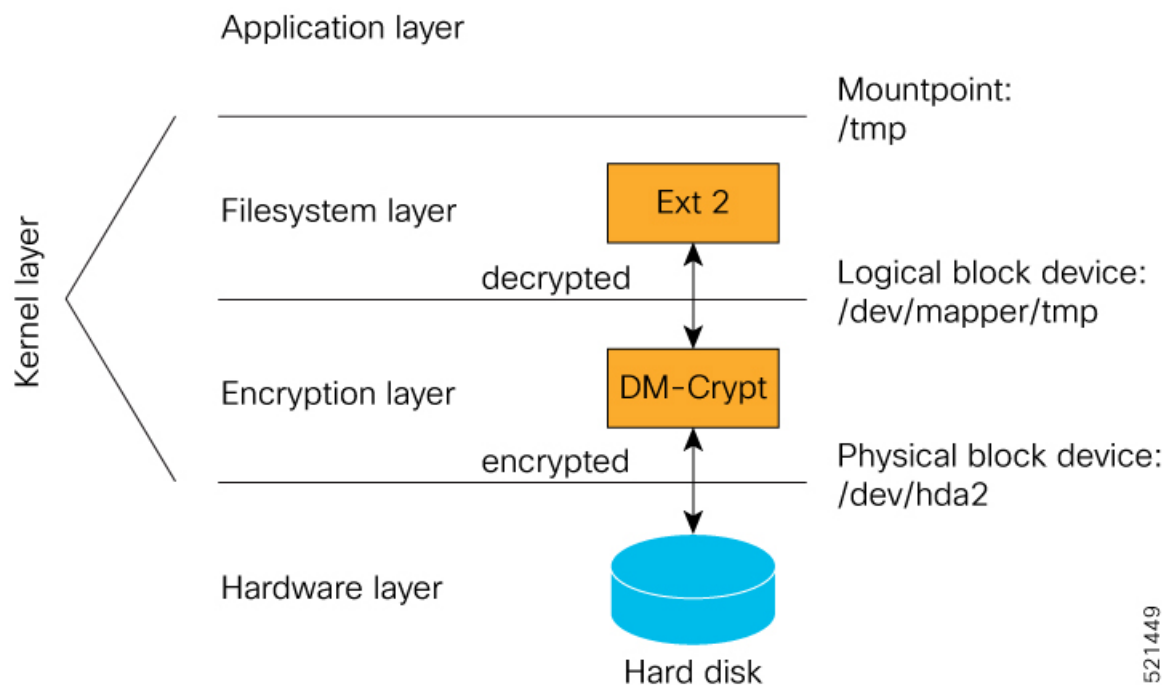 Application layer
Mountpoint:
/tmp
Kernel layer
Filesystem layer
Ext 2
decrypted
Logical block device:
/dev/mapper/tmp
Encryption layer
DM-Crypt
encrypted
Physical block device:
/dev/hda2
Hardware layer
Hard disk
521449